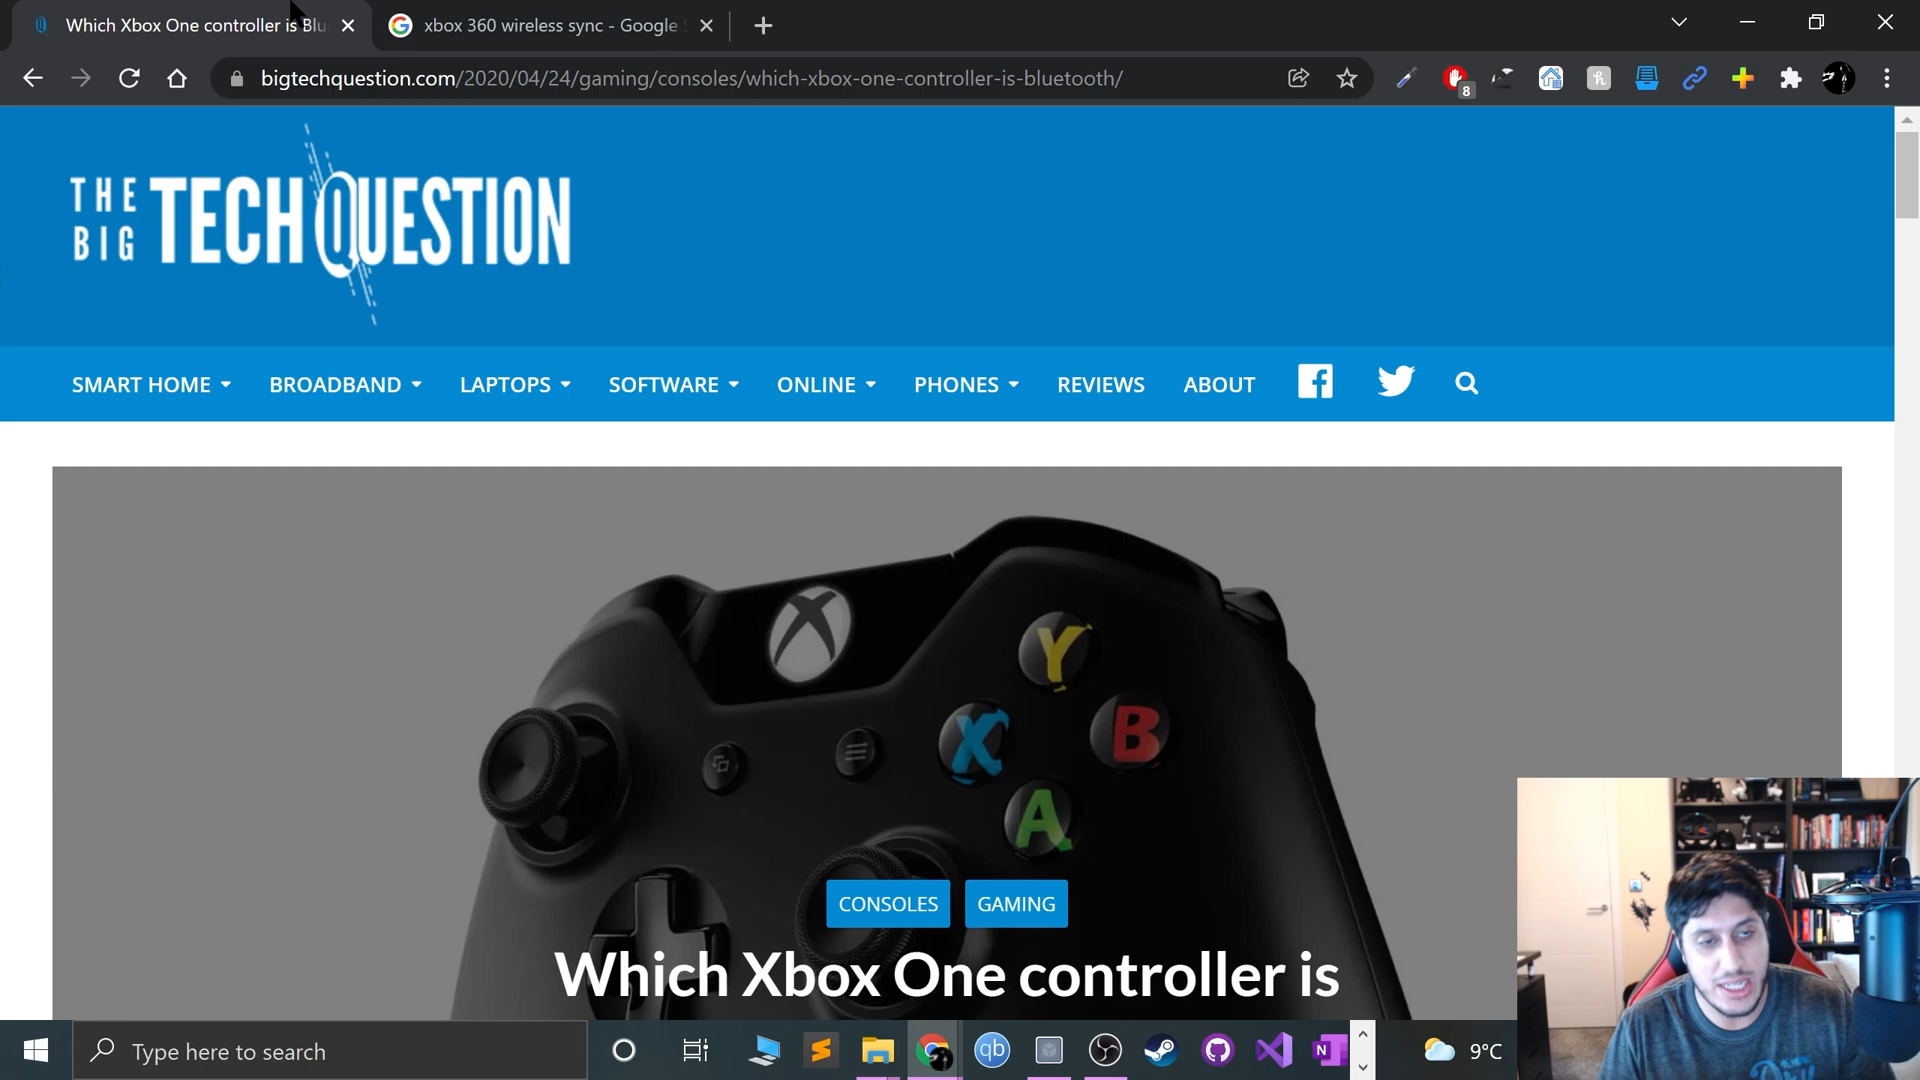 Which Xbox One controller is Blu
xbox 360 wireless sync - Google
bigtechquestion.com/2020/04/24/gaming/consoles/which-xbox-one-controller-is-bluetooth/
8
THE BIG TECH QUESTION
SMART HOME BROADBAND LAPTOPS SOFTWARE ONLINE PHONES REVIEWS ABOUT
Y
X
B
A
CONSOLES GAMING
Which Xbox One controller is
Type here to search
qb
N
9°C